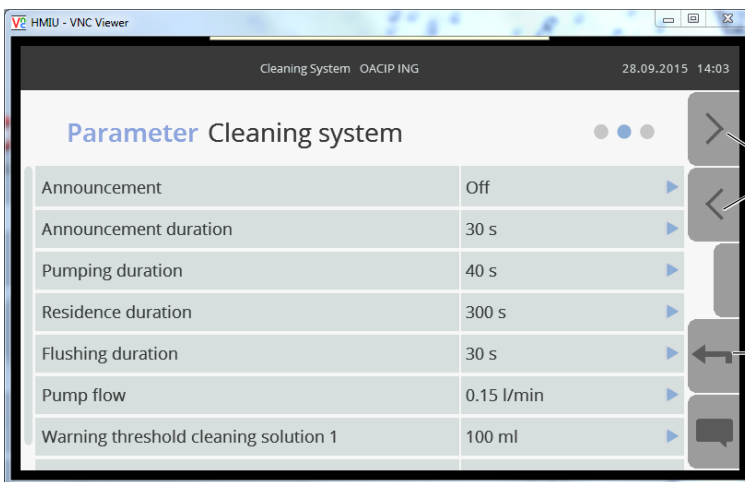 HMIU - VNC Viewer
Cleaning System OACIP ING 28.09.2015 14:03
Parameter Cleaning system
Announcement Off
Announcement duration 30 s
Pumping duration 40 s
Residence duration 300 s
Flushing duration 30 s
Pump flow 0.15 l/min
Warning threshold cleaning solution 1 100 ml